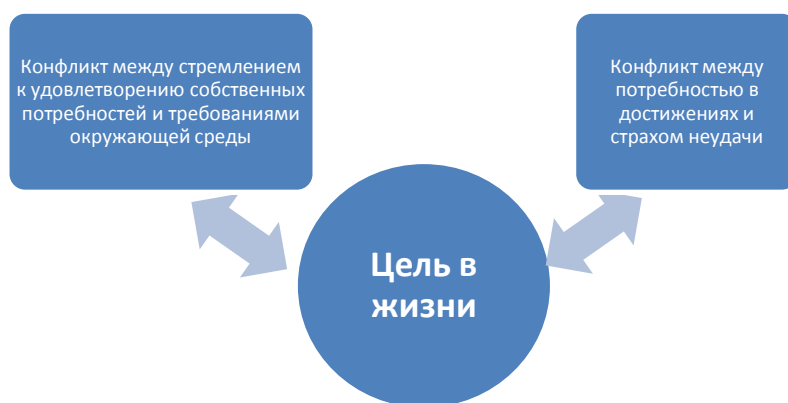 Конфликт между стремлением
к удовлетворению собственных
потребностей и требованиями
окружающей среды
Конфликт между
потребностью в
достижениях и
страхом неудачи
Цель в
жизни